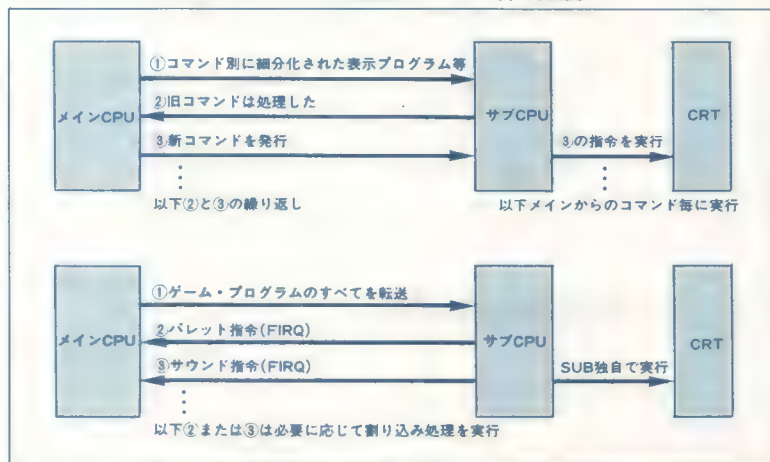 ①コマンド別に細分化された表示プログラム等
②旧コマンドは処理した
メインCPU
サブCPU
CRT
③新コマンドを発行
③の指令を実行
以下②と③の繰り返し
以下メインからのコマンド毎に実行
①ゲーム・プログラムのすべてを転送
②パレット指令(FIRQ)
メインCPU
サブCPU
CRT
③サウンド指令(FIRQ)
SUB独自で実行
以下②または③は必要に応じて割り込み処理を実行